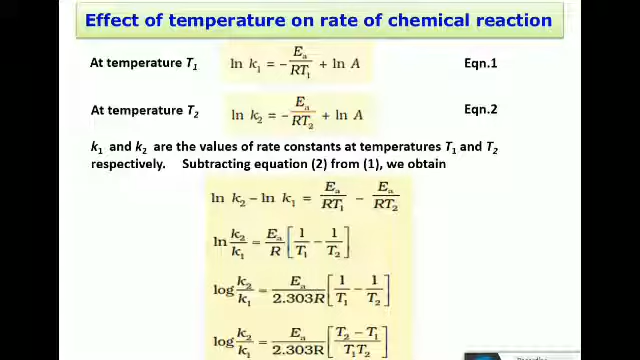 Effect of temperature on rate of chemical reaction
At temperature T₁ ln k₁ = − Eₐ/RT₁ + ln A Eqn.1
At temperature T₂ ln k₂ = − Eₐ/RT₂ + ln A Eqn.2
k₁ and k₂ are the values of rate constants at temperatures T₁ and T₂
respectively. Subtracting equation (2) from (1), we obtain
ln k₂ − ln k₁ = Eₐ/RT₁ − Eₐ/RT₂
ln k₂/k₁ = Eₐ/R [1/T₁ − 1/T₂]
log k₂/k₁ = Eₐ/2.303R [1/T₁ − 1/T₂]
log k₂/k₁ = Eₐ/2.303R [T₂ − T₁/T₁T₂]